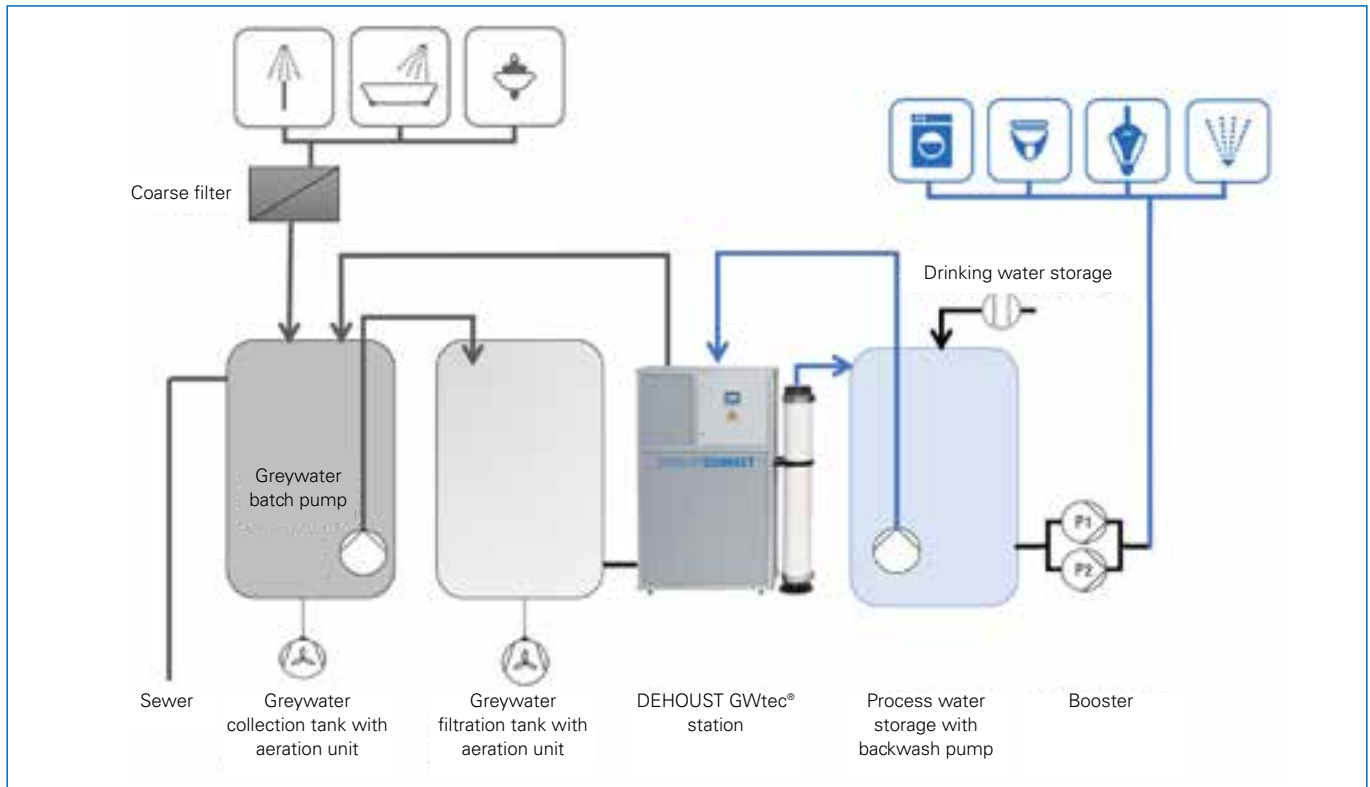 Coarse filter
Drinking water storage
Greywater
batch pump
P1
P2
Sewer
Greywater
collection tank with
aeration unit
Greywater
filtration tank with
aeration unit
DEHOUST GWtec®
station
Process water
storage with
backwash pump
Booster